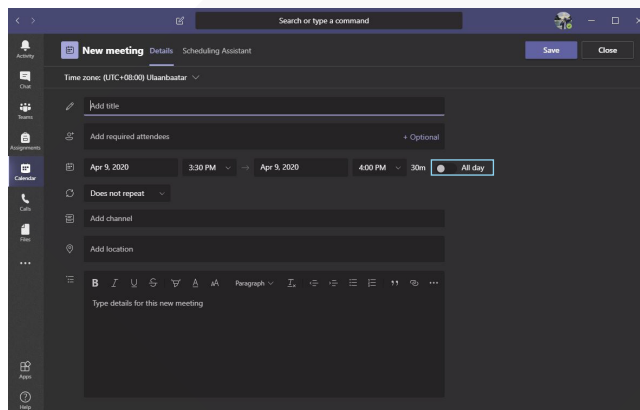 Search or type a command
Activity
Chat
Teams
Assignments
Calendar
Calls
Files
Apps
Help
New meeting Details Scheduling Assistant
Save Close
Time zone: (UTC+08:00) Ulaanbaatar
Add title
Add required attendees + Optional
Apr 9, 2020 3:30 PM → Apr 9, 2020 4:00 PM 30m All day
Does not repeat
Add channel
Add location
B I U S A AA Paragraph Ix
Type details for this new meeting